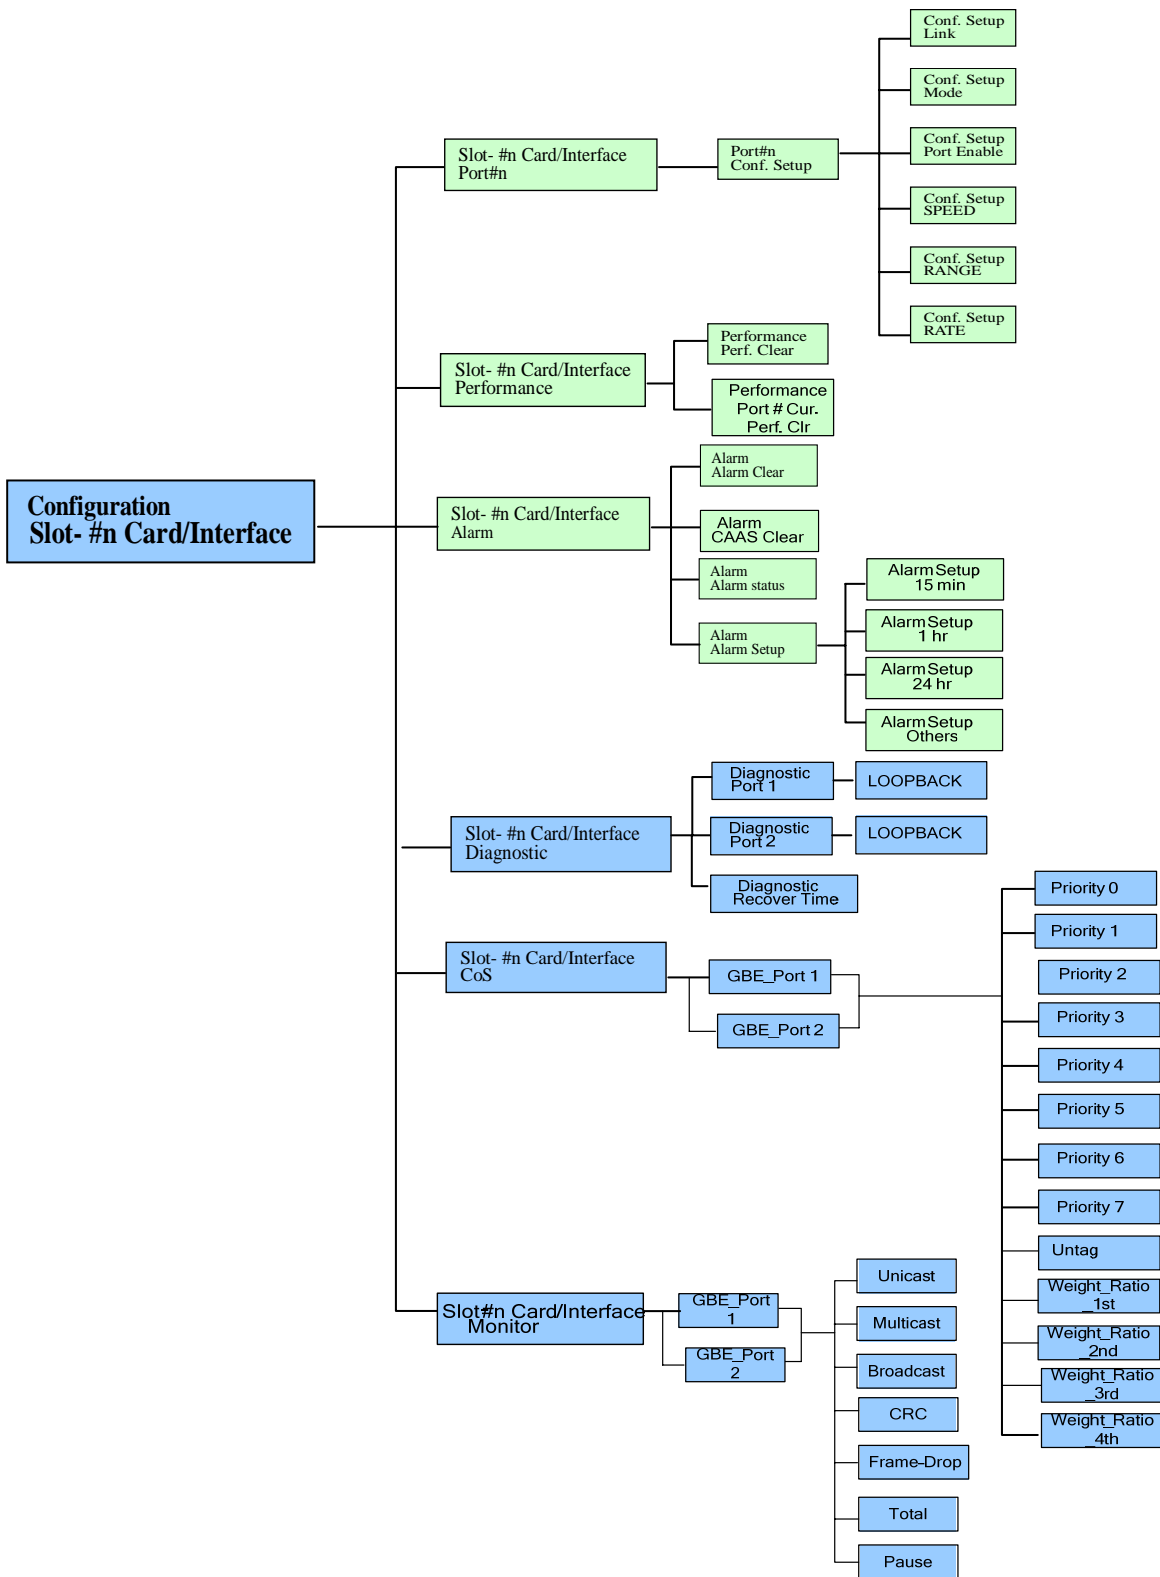 Conf. Setup
Link
Conf. Setup
Mode
Slot- #n Card/Interface
Port#n
Port#n
Conf. Setup
Conf. Setup
Port Enable
Conf. Setup
SPEED
Conf. Setup
RANGE
Conf. Setup
RATE
Slot- #n Card/Interface
Performance
Performance
Perf. Clear
Performance
Port # Cur.
Perf. Clr
Configuration
Slot- #n Card/Interface
Slot- #n Card/Interface
Alarm
Alarm
Alarm Clear
Alarm
CAAS Clear
Alarm
Alarm status
Alarm
Alarm Setup
Alarm Setup
15 min
Alarm Setup
1 hr
Alarm Setup
24 hr
Alarm Setup
Others
Slot- #n Card/Interface
Diagnostic
Diagnostic
Port 1
LOOPBACK
Diagnostic
Port 2
LOOPBACK
Diagnostic
Recover Time
Slot- #n Card/Interface
CoS
GBE_Port 1
GBE_Port 2
Priority 0
Priority 1
Priority 2
Priority 3
Priority 4
Priority 5
Priority 6
Priority 7
Untag
Weight_Ratio
_1st
Weight_Ratio
_2nd
Weight_Ratio
_3rd
Weight_Ratio
_4th
Slot#n Card/Interface
Monitor
GBE_Port
1
GBE_Port
2
Unicast
Multicast
Broadcast
CRC
Frame-Drop
Total
Pause